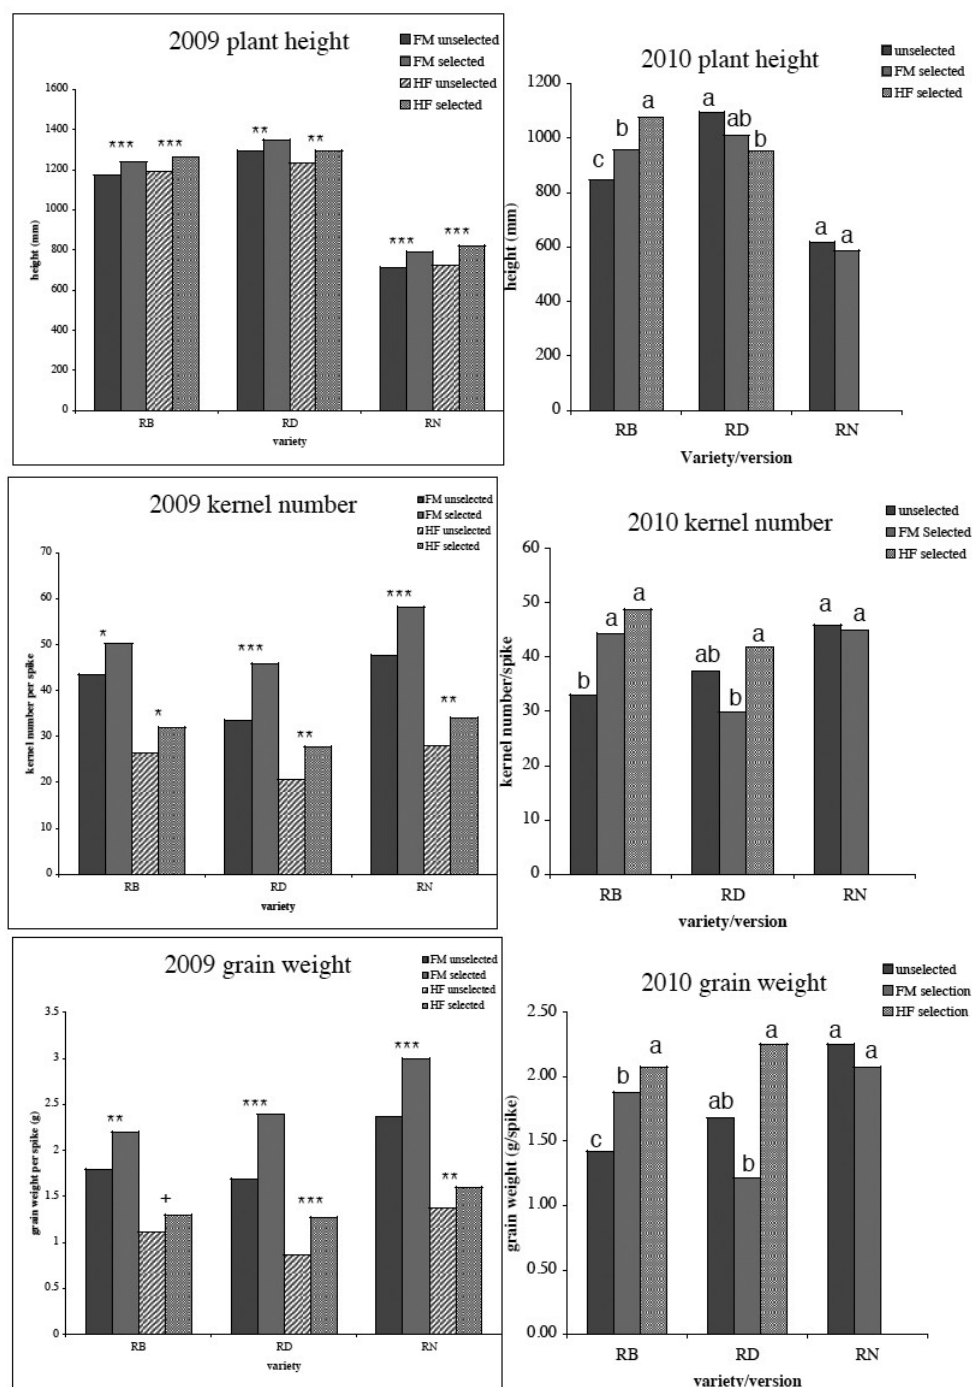 2009 plant height
FM unselected
FM selected
HF unselected
HF selected
1600
1400
1200
1000
800
600
400
200
0
height (mm)
*** *** ** ** *** ***
RB RD RN
variety
2010 plant height
unselected
FM selected
HF selected
1200
1000
800
600
400
200
0
height (mm)
c b a a ab b a a
RB RD RN
Variety/version
2009 kernel number
FM unselected
FM selected
HF unselected
HF selected
70
60
50
40
30
20
10
0
kernel number per spike
* * *** ** *** **
RB RD RN
variety
2010 kernel number
unselected
FM Selected
HF selected
60
50
40
30
20
10
0
kernel number/spike
b a a ab b a a a
RB RD RN
variety/version
2009 grain weight
FM unselected
FM selected
HF unselected
HF selected
3.5
3
2.5
2
1.5
1
0.5
0
grain weight per spike (g)
** + *** *** *** **
RB RD RN
variety
2010 grain weight
unselected
FM selection
HF selection
2.50
2.00
1.50
1.00
0.50
0.00
grain weight (g/spike)
c b a ab b a a a
RB RD RN
variety/version